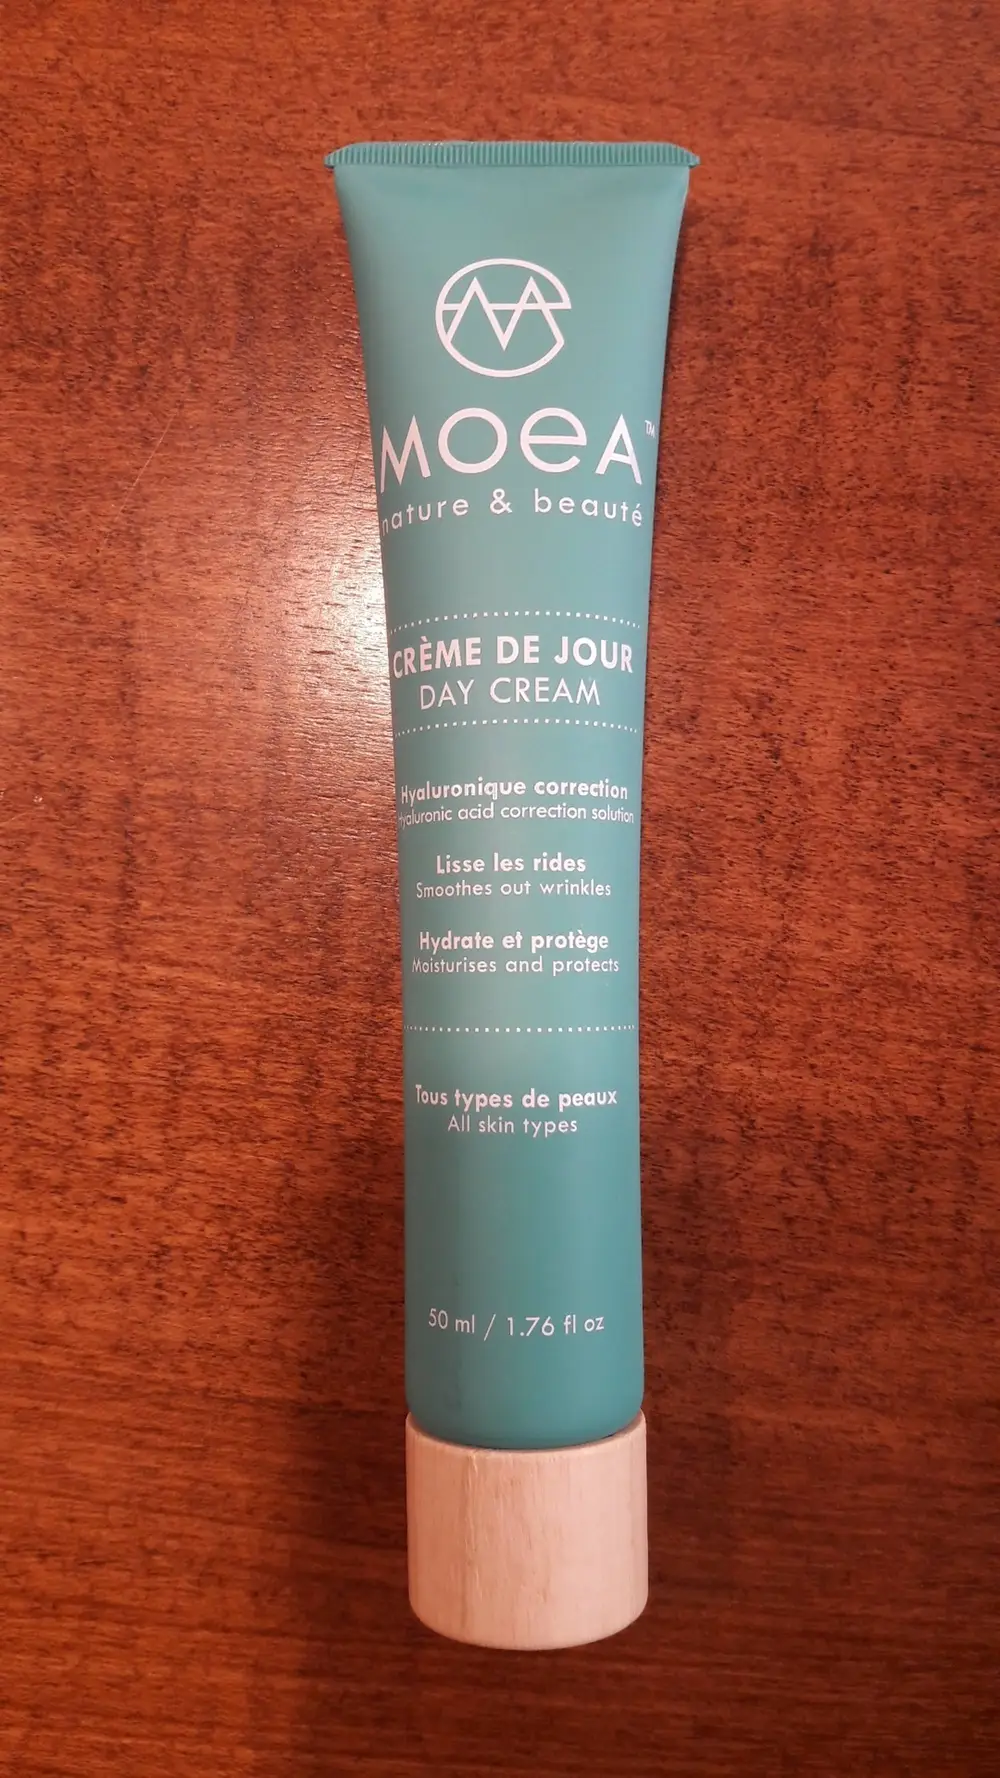 MOeA™
nature & beauté
CRÈME DE JOUR
DAY CREAM
Hyaluronique correction
Hyaluronic acid correction solution
Lisse les rides
Smoothes out wrinkles
Hydrate et protège
Moisturises and protects
Tous types de peaux
All skin types
50 ml / 1.76 fl oz